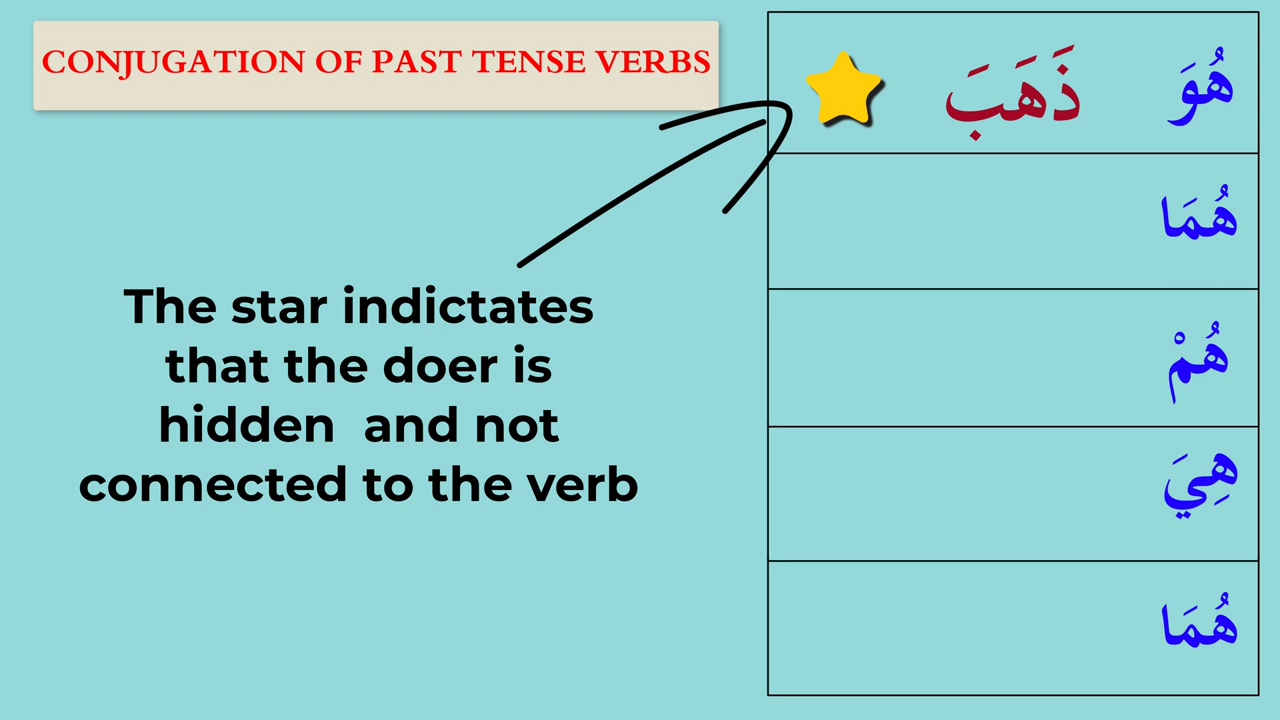 CONJUGATION OF PAST TENSE VERBS
هُوَ ذَهَبَ
هُمَا
هُمْ
هِيَ
هُمَا
The star indictates
that the doer is
hidden and not
connected to the verb